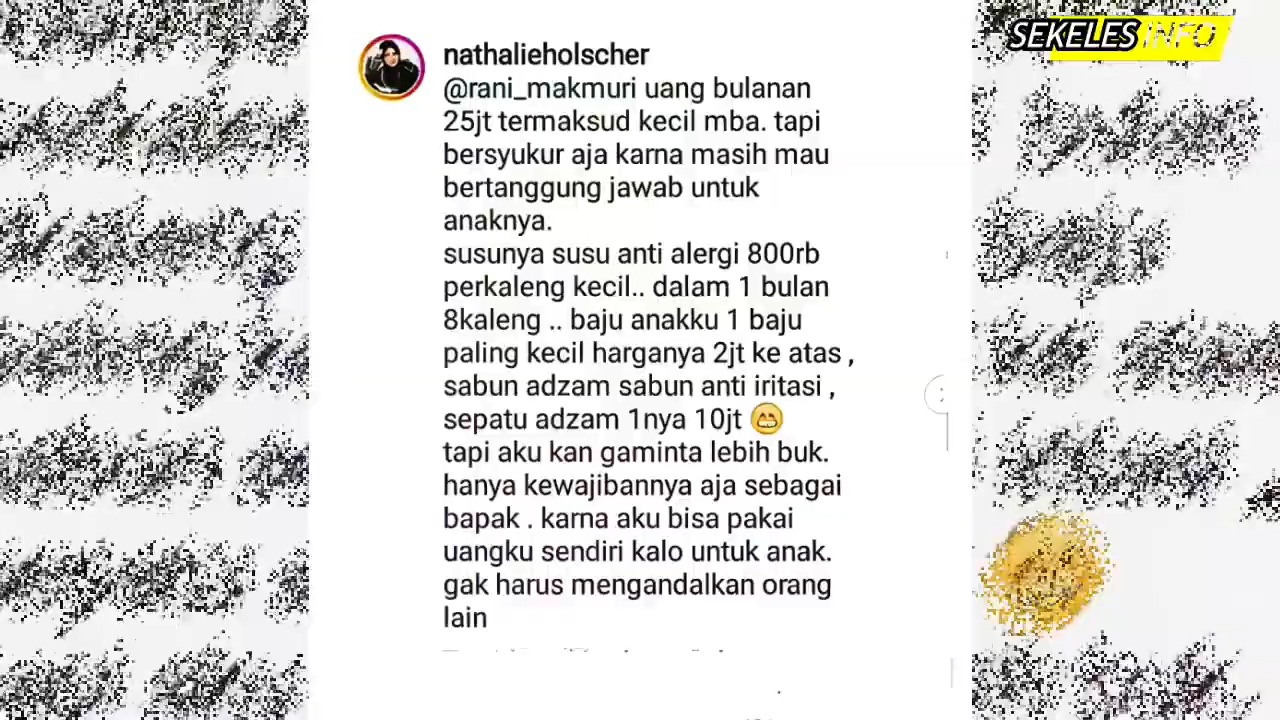 SEKELES INFO
nathalieholscher
@rani_makmuri uang bulanan
25jt termaksud kecil mba. tapi
bersyukur aja karna masih mau
bertanggung jawab untuk
anaknya.
susunya susu anti alergi 800rb
perkaleng kecil.. dalam 1 bulan
8kaleng .. baju anakku 1 baju
paling kecil harganya 2jt ke atas ,
sabun adzam sabun anti iritasi ,
sepatu adzam 1nya 10jt 😁
tapi aku kan gaminta lebih buk.
hanya kewajibannya aja sebagai
bapak . karna aku bisa pakai
uangku sendiri kalo untuk anak.
gak harus mengandalkan orang
lain